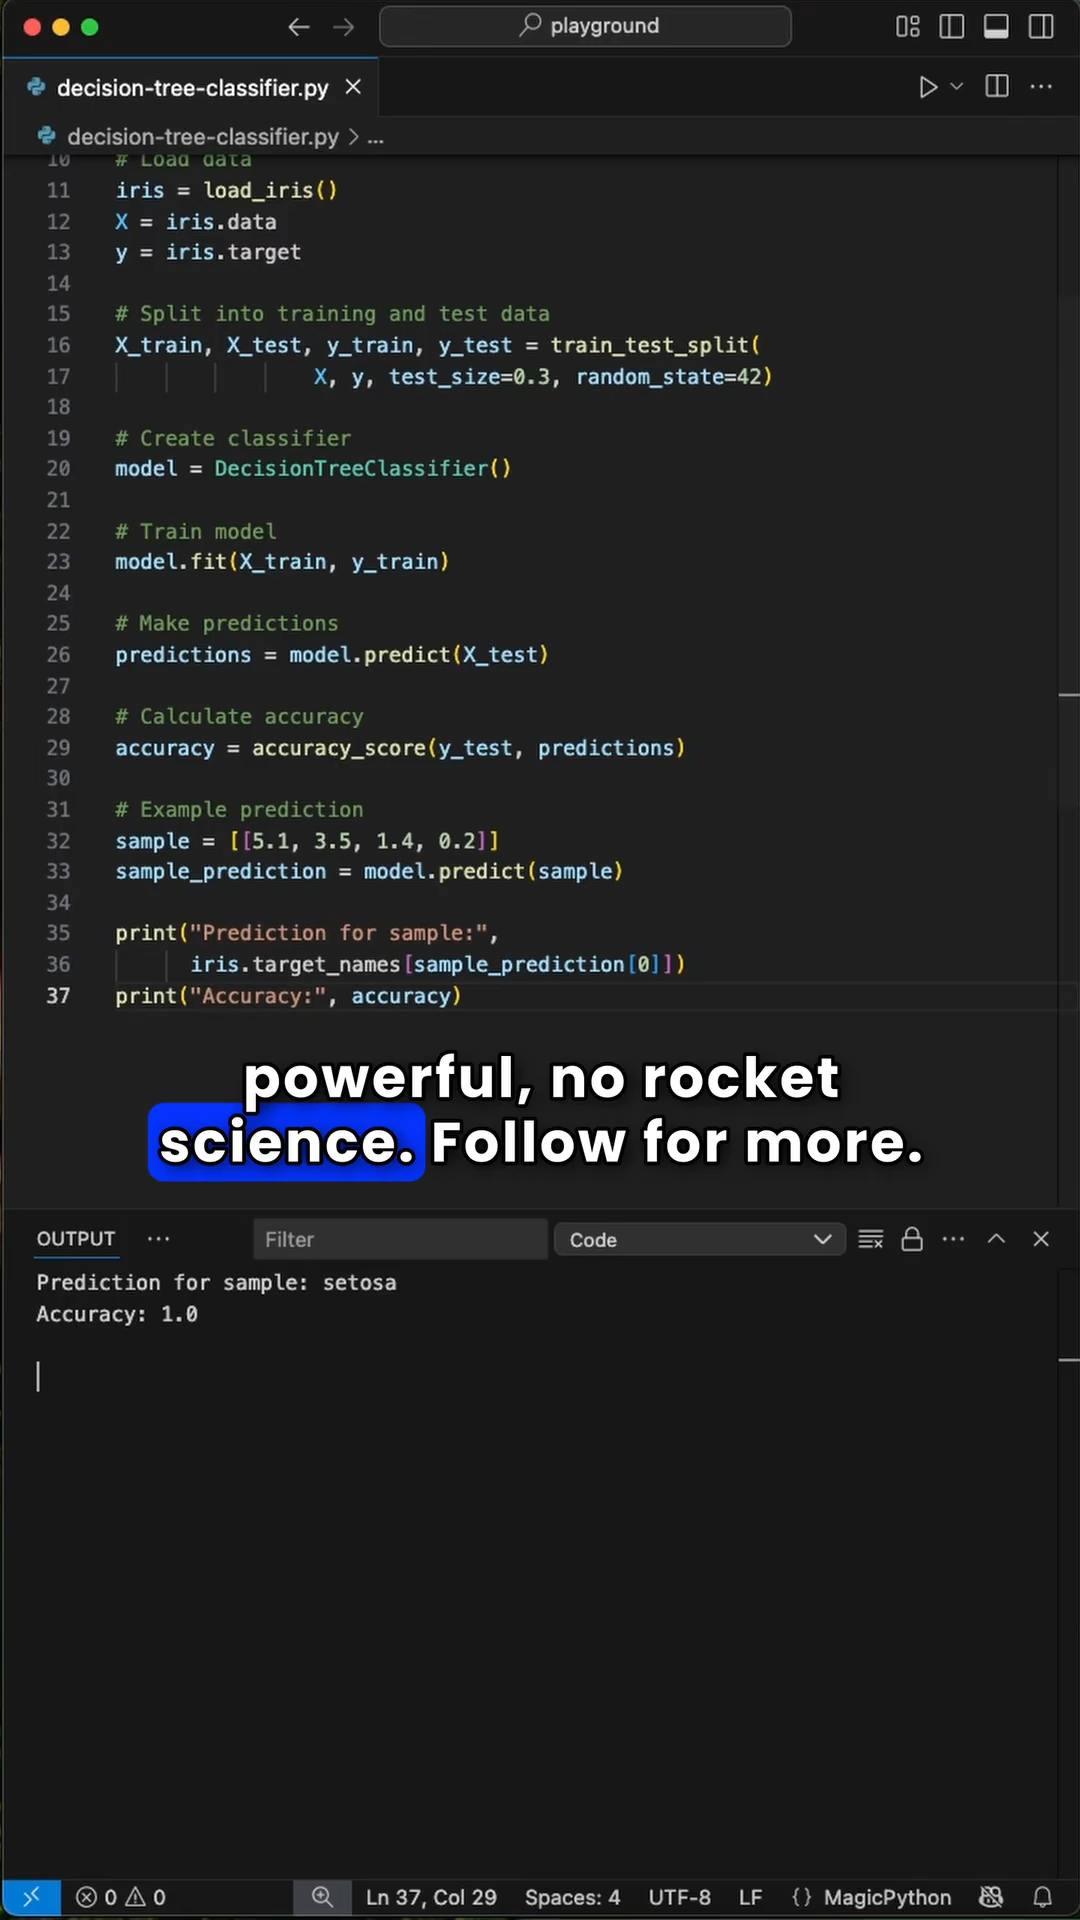 playground
decision-tree-classifier.py
decision-tree-classifier.py > ...
10 # Load data
11 iris = load_iris()
12 X = iris.data
13 y = iris.target
14
15 # Split into training and test data
16 X_train, X_test, y_train, y_test = train_test_split(
17 X, y, test_size=0.3, random_state=42)
18
19 # Create classifier
20 model = DecisionTreeClassifier()
21
22 # Train model
23 model.fit(X_train, y_train)
24
25 # Make predictions
26 predictions = model.predict(X_test)
27
28 # Calculate accuracy
29 accuracy = accuracy_score(y_test, predictions)
30
31 # Example prediction
32 sample = [[5.1, 3.5, 1.4, 0.2]]
33 sample_prediction = model.predict(sample)
34
35 print("Prediction for sample:",
36 iris.target_names[sample_prediction[0]])
37 print("Accuracy:", accuracy)
powerful, no rocket
science. Follow for more.
OUTPUT ... Filter Code
Prediction for sample: setosa
Accuracy: 1.0
0 0 Ln 37, Col 29 Spaces: 4 UTF-8 LF {} MagicPython